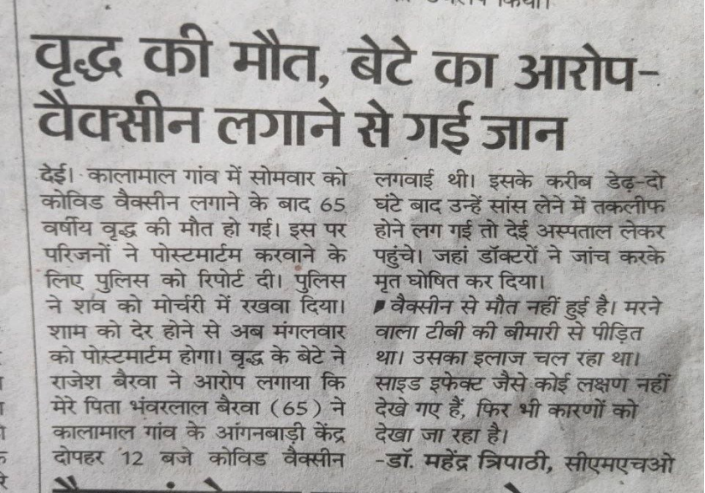 वृद्ध की मौत, बेटे का आरोप-
वैक्सीन लगाने से गई जान
देई। कालामाल गांव में सोमवार को
कोविड वैक्सीन लगाने के बाद 65
वर्षीय वृद्ध की मौत हो गई। इस पर
परिजनों ने पोस्टमार्टम करवाने के
लिए पुलिस को रिपोर्ट दी। पुलिस
ने शव को मोर्चरी में रखवा दिया।
शाम को देर होने से अब मंगलवार
को पोस्टमार्टम होगा। वृद्ध के बेटे ने
राजेश बैरवा ने आरोप लगाया कि
मेरे पिता भंवरलाल बैरवा (65) ने
कालामाल गांव के आंगनबाड़ी केंद्र
दोपहर 12 बजे कोविड वैक्सीन
लगवाई थी। इसके करीब डेढ़-दो
घंटे बाद उन्हें सांस लेने में तकलीफ
होने लग गई तो देई अस्पताल लेकर
पहुंचे। जहां डॉक्टरों ने जांच करके
मृत घोषित कर दिया।
वैक्सीन से मौत नहीं हुई है। मरने
वाला टीबी की बीमारी से पीड़ित
था। उसका इलाज चल रहा था।
साइड इफेक्ट जैसे कोई लक्षण नहीं
देखे गए हैं, फिर भी कारणों को
देखा जा रहा है।
-डॉ. महेंद्र त्रिपाठी, सीएमएचओ